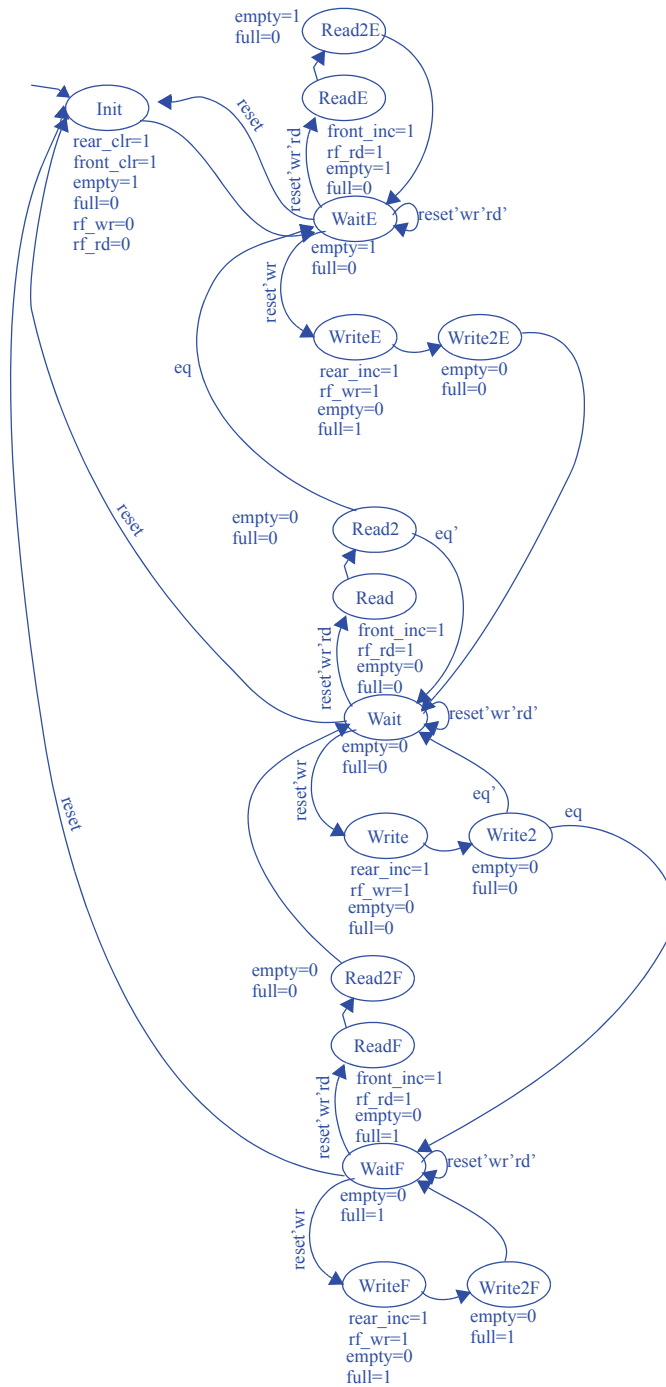 empty=1
full=0
Read2E
ReadE
Init
reset
front_inc=1
rf_rd=1
empty=1
full=0
reset'wr'rd
rear_clr=1
front_clr=1
empty=1
full=0
rf_wr=0
rf_rd=0
WaitE
reset'wr'rd'
empty=1
full=0
reset'wr
WriteE
Write2E
rear_inc=1
rf_wr=1
empty=0
full=1
empty=0
full=0
eq
empty=0
full=0
Read2
eq'
Read
reset
front_inc=1
rf_rd=1
empty=0
full=0
reset'wr'rd
Wait
reset'wr'rd'
empty=0
full=0
reset'wr
eq'
eq
reset
Write
Write2
rear_inc=1
rf_wr=1
empty=0
full=0
empty=0
full=0
empty=0
full=0
Read2F
ReadF
front_inc=1
rf_rd=1
empty=0
full=1
reset'wr'rd
WaitF
reset'wr'rd'
empty=0
full=1
reset'wr
WriteF
Write2F
rear_inc=1
rf_wr=1
empty=0
full=1
empty=0
full=1